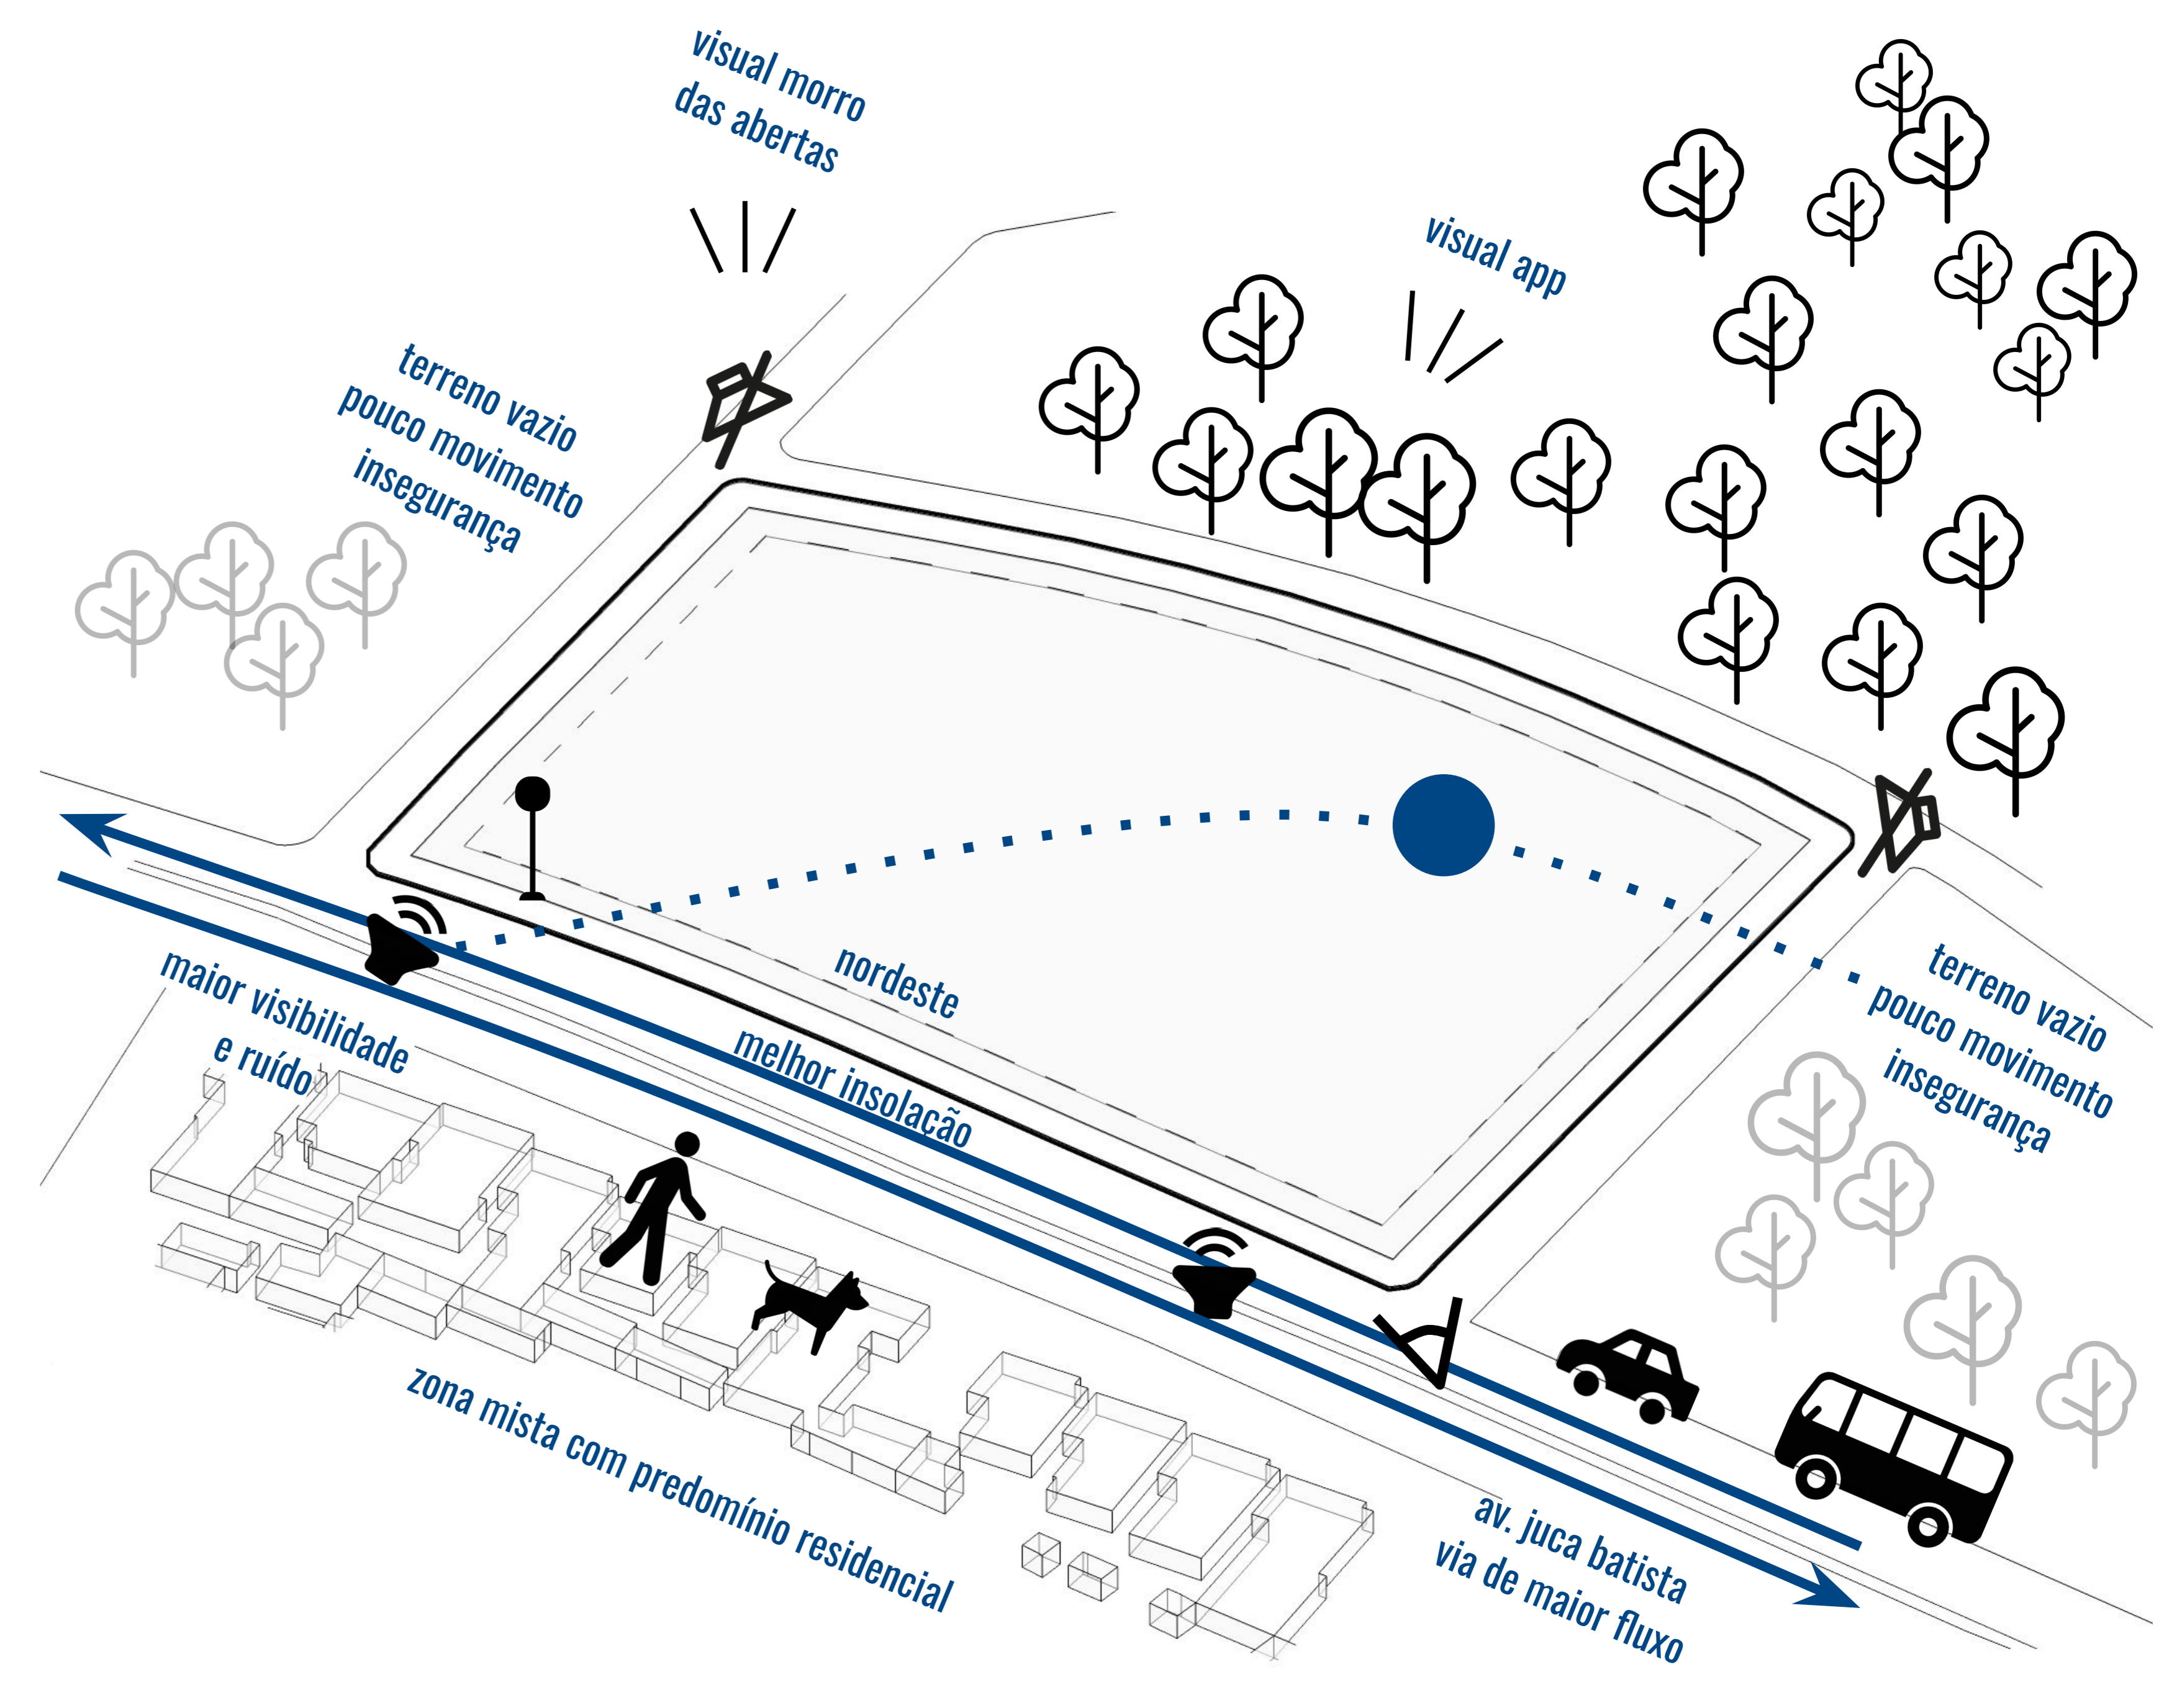 visual morro
das abertas
visual app
terreno vazio
pouco movimento
insegurança
nordeste
melhor insolação
maior visibilidade
e ruído
terreno vazio
pouco movimento
insegurança
zona mista com predomínio residencial
av. juca batista
via de maior fluxo